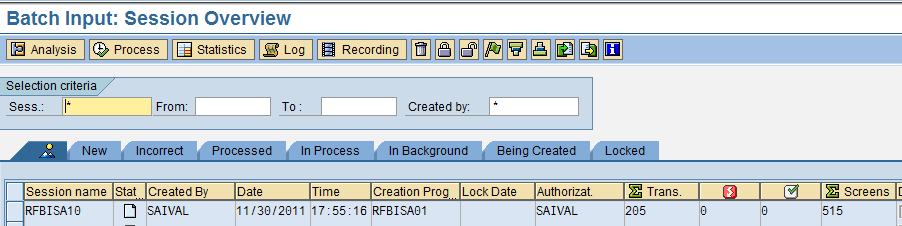 Batch Input: Session Overview
Analysis Process Statistics Log Recording
Selection criteria
Sess.: * From: To : Created by: *
New Incorrect Processed In Process In Background Being Created Locked
Session name Stat Created By Date Time Creation Prog... Lock Date Authorizat. Trans. Screens D
RFBISA10 SAIVAL 11/30/2011 17:55:16 RFBISA01 SAIVAL 205 0 0 515